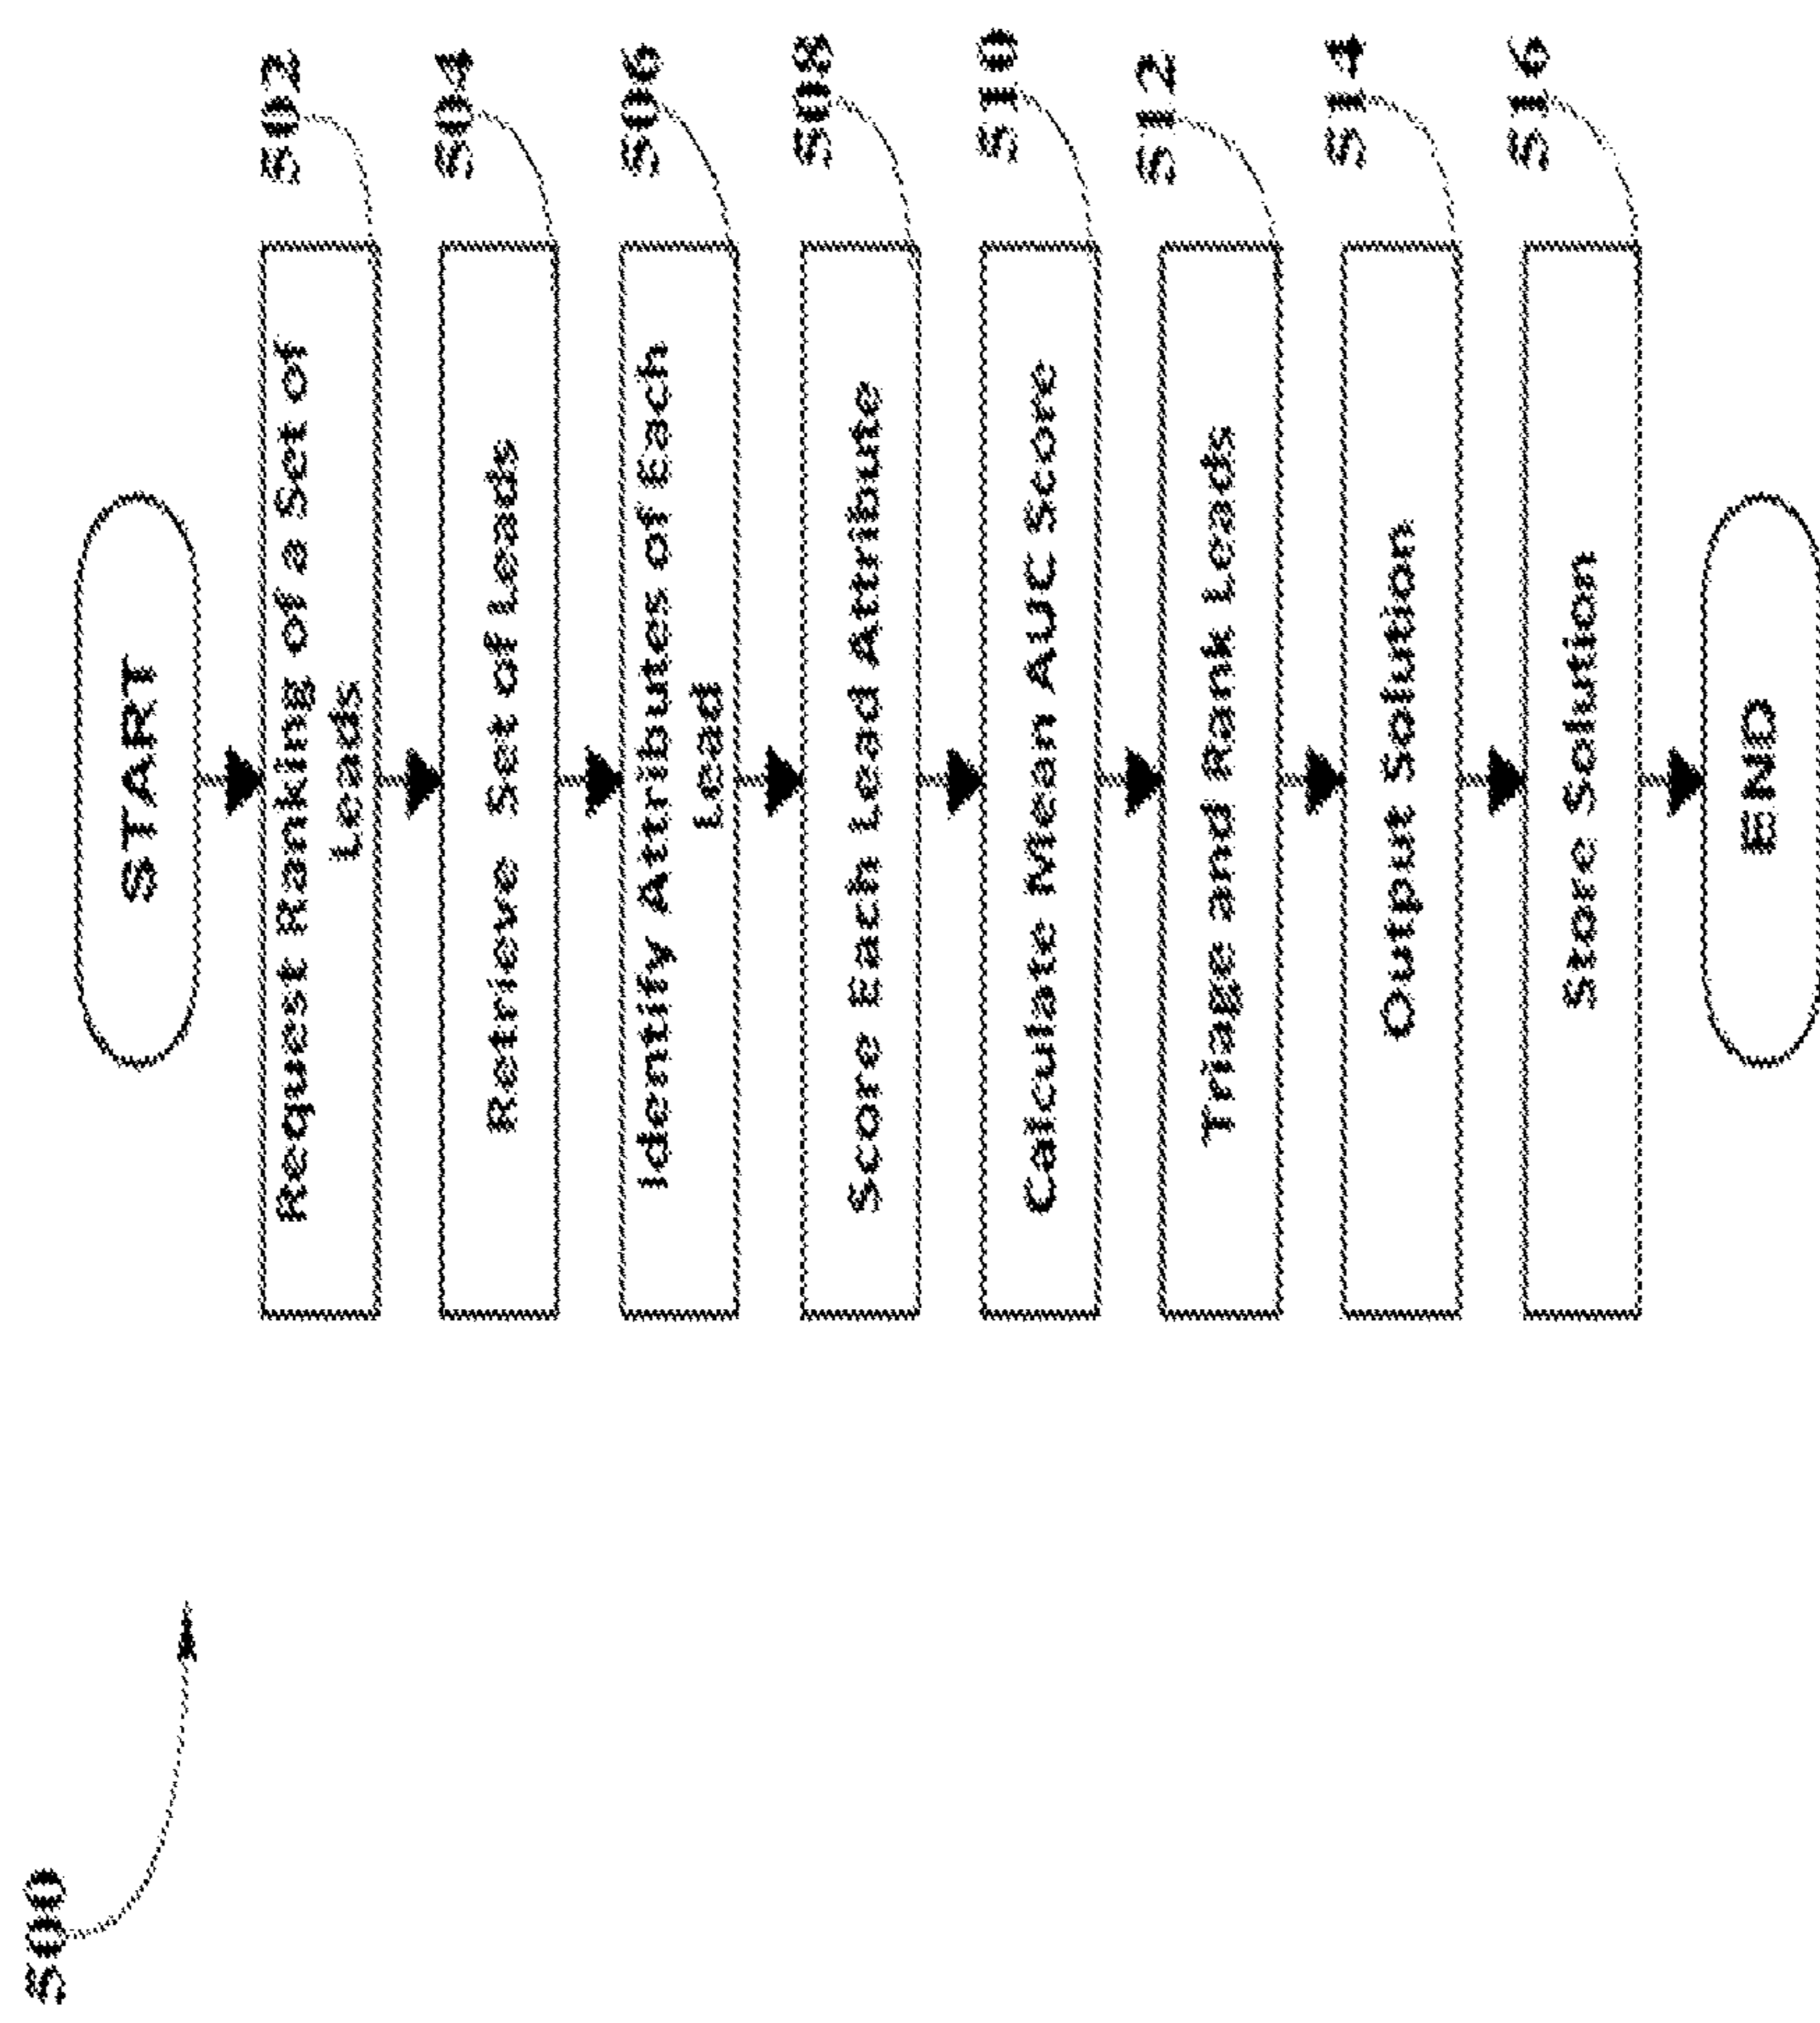 500
START
Request Ranking of a Set of
Leads
502
Retrieve Set of Leads
504
Identify Attributes of Each
Lead
506
Score Each Lead Attribute
508
Calculate Mean AUC Score
510
Triage and Rank Leads
512
Output Solution
514
Store Solution
516
END